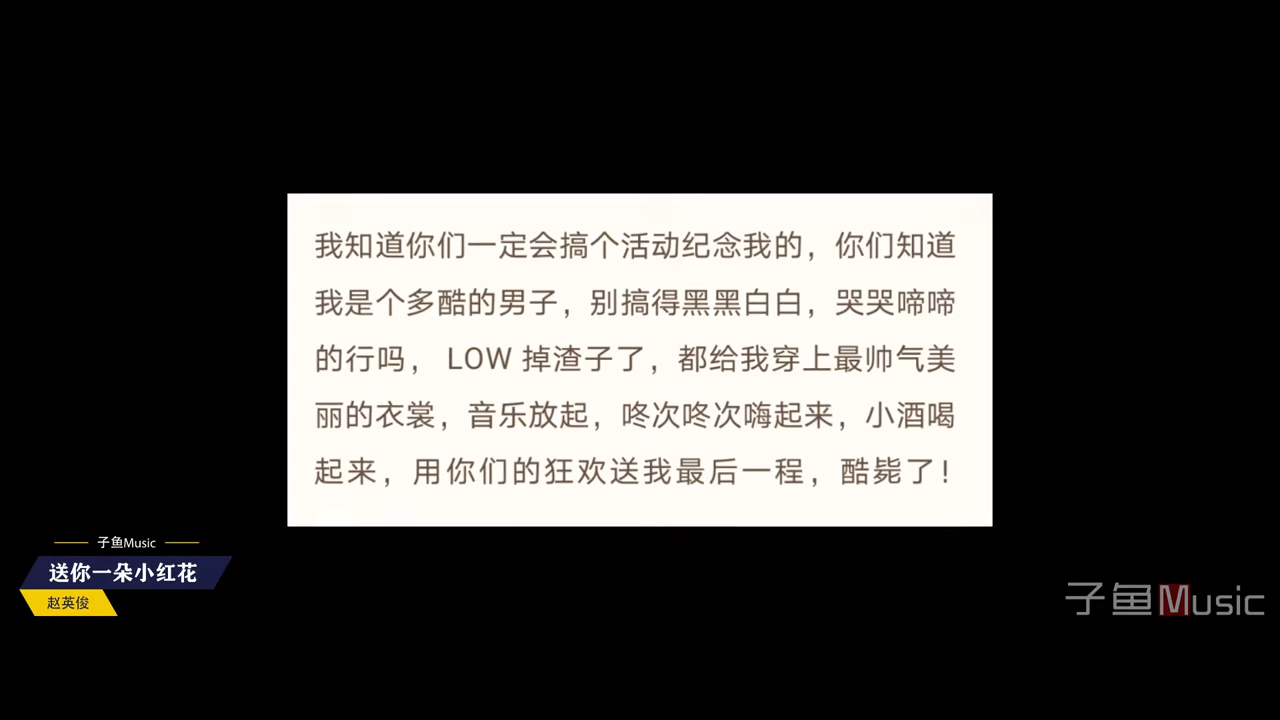 我知道你们一定会搞个活动纪念我的，你们知道
我是个多酷的男子，别搞得黑黑白白，哭哭啼啼
的行吗， LOW 掉渣子了，都给我穿上最帅气美
丽的衣裳，音乐放起，咚次咚次嗨起来，小酒喝
起来，用你们的狂欢送我最后一程，酷毙了！
子鱼Music
送你一朵小红花
赵英俊
子鱼Music